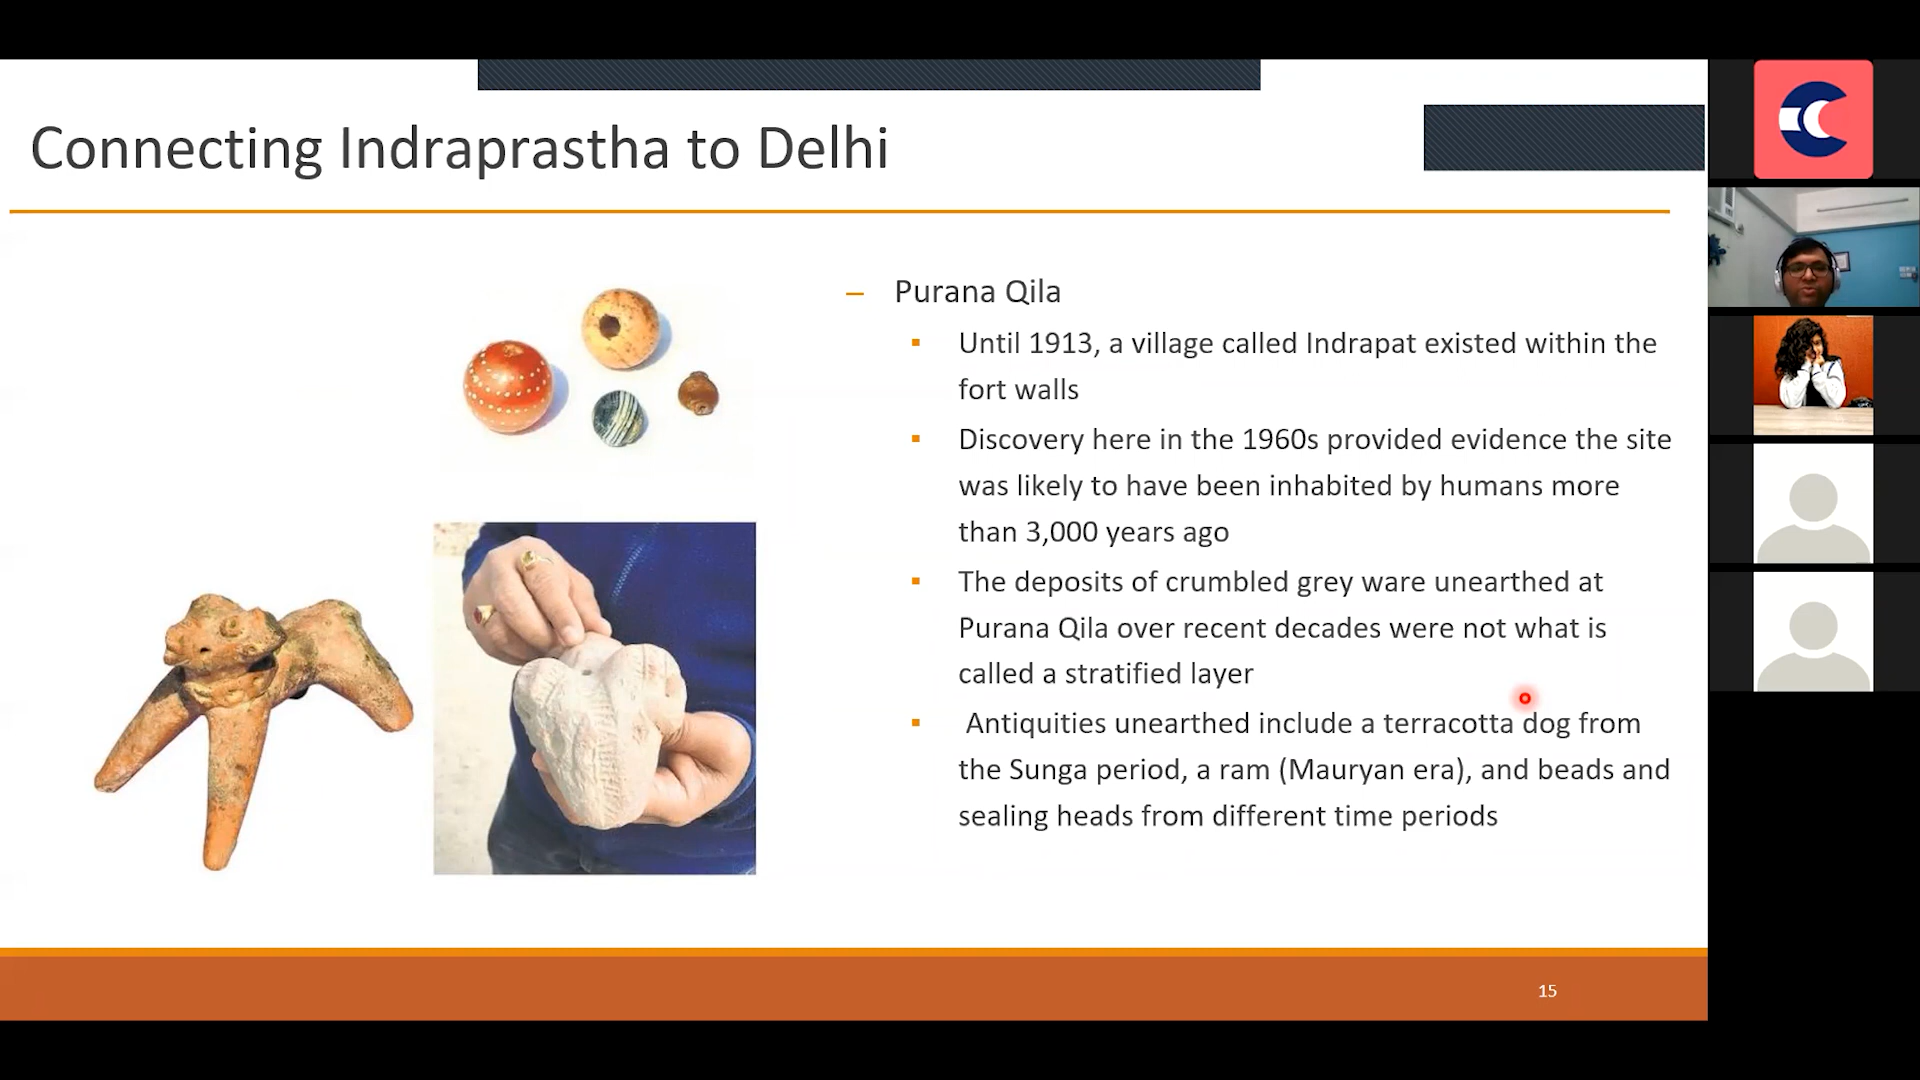 Connecting Indraprastha to Delhi
– Purana Qila
▪ Until 1913, a village called Indrapat existed within the
fort walls
▪ Discovery here in the 1960s provided evidence the site
was likely to have been inhabited by humans more
than 3,000 years ago
▪ The deposits of crumbled grey ware unearthed at
Purana Qila over recent decades were not what is
called a stratified layer
▪ Antiquities unearthed include a terracotta dog from
the Sunga period, a ram (Mauryan era), and beads and
sealing heads from different time periods
15